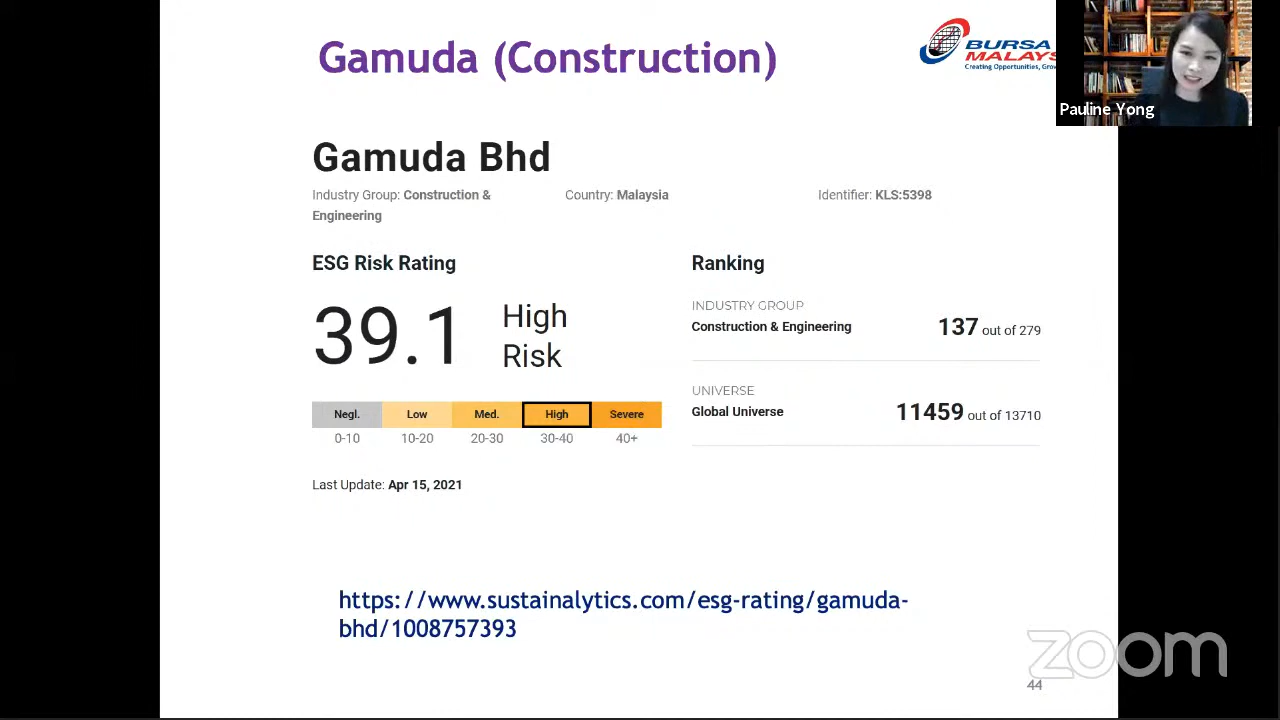 Gamuda (Construction)
BURSA
MALAYS
Creating Opportunities, Grow
Pauline Yong
Gamuda Bhd
Industry Group: Construction &
Engineering
Country: Malaysia
Identifier: KLS:5398
ESG Risk Rating
39.1
High
Risk
Negl. Low Med. High Severe
0-10 10-20 20-30 30-40 40+
Last Update: Apr 15, 2021
Ranking
INDUSTRY GROUP
Construction & Engineering 137 out of 279
UNIVERSE
Global Universe 11459 out of 13710
https://www.sustainalytics.com/esg-rating/gamuda-
bhd/1008757393
zoom
44